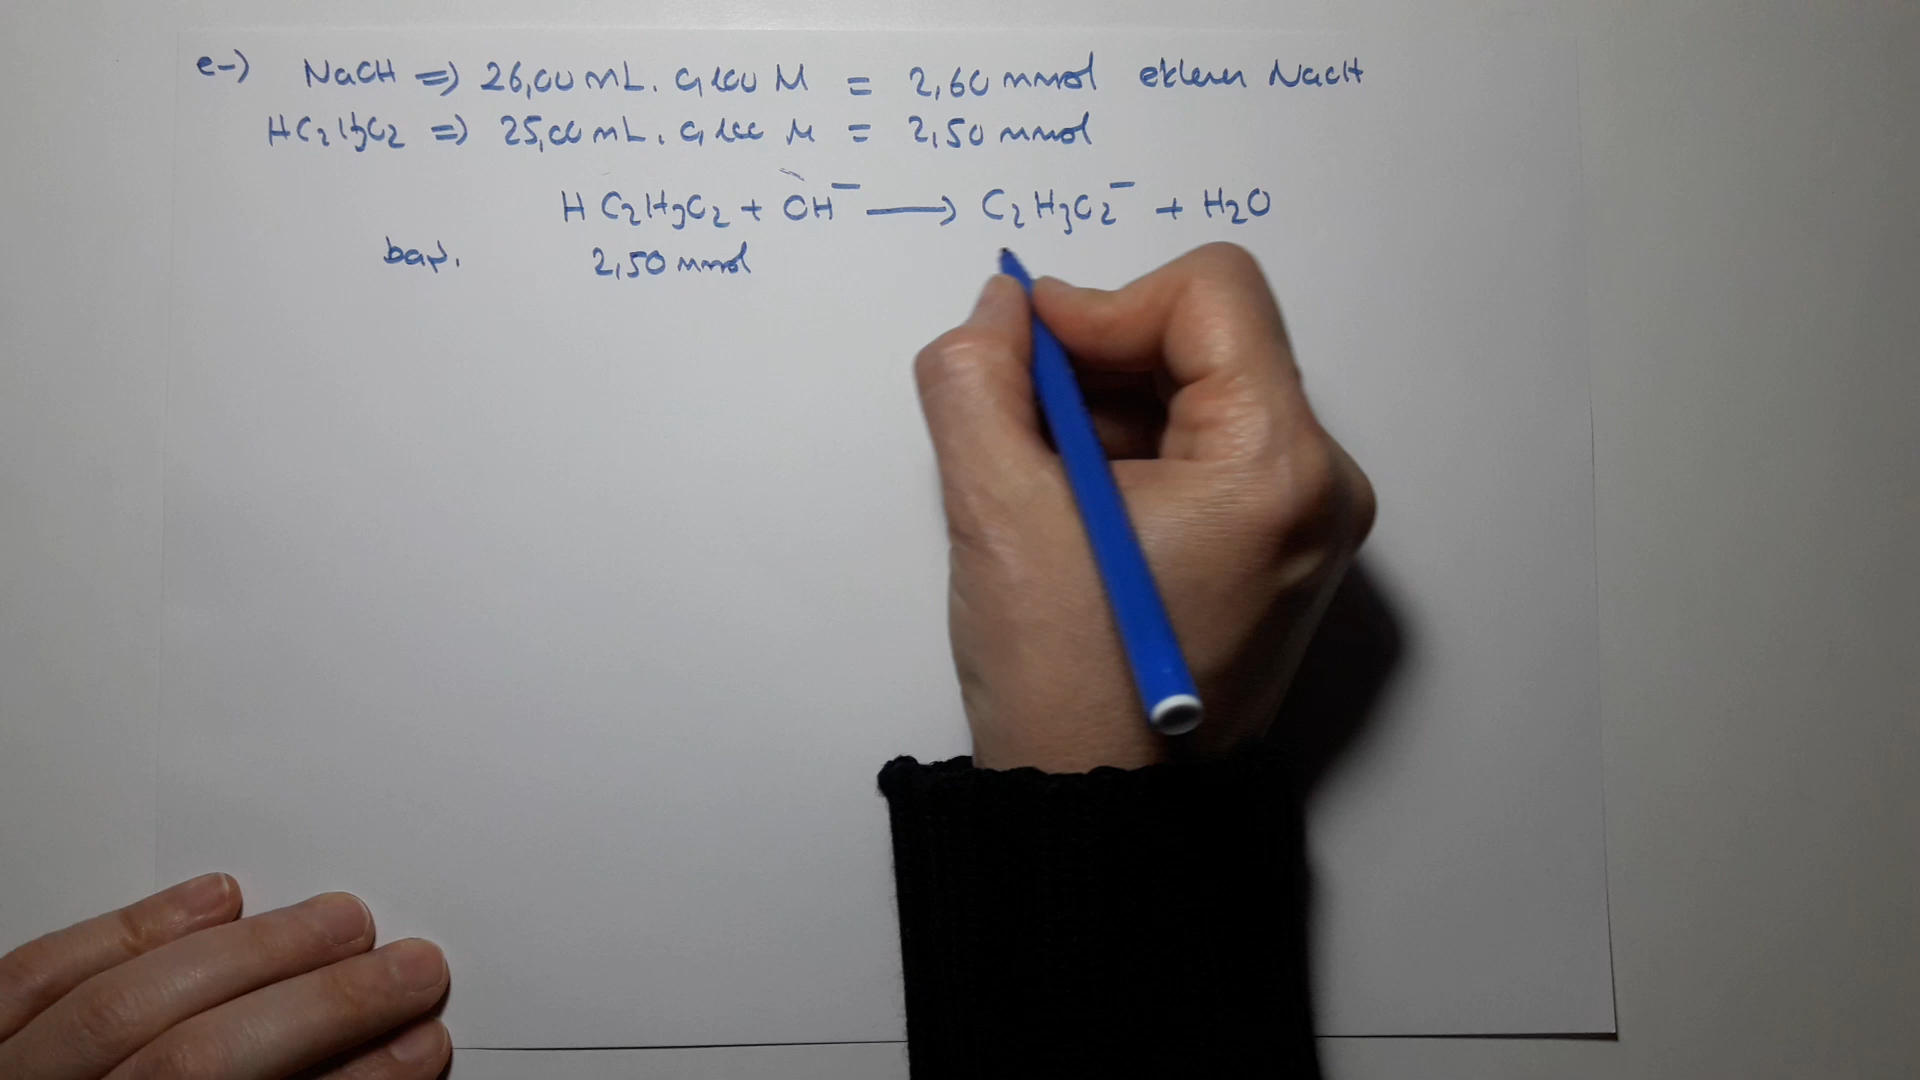 e-) NaOH => 26,00 mL. 0,100 M = 2,60 mmol eklenen NaOH
HC2H3O2 => 25,00 mL. 0,100 M = 2,50 mmol
HC2H3O2 + OH⁻ → C2H3O2⁻ + H2O
baş. 2,50 mmol